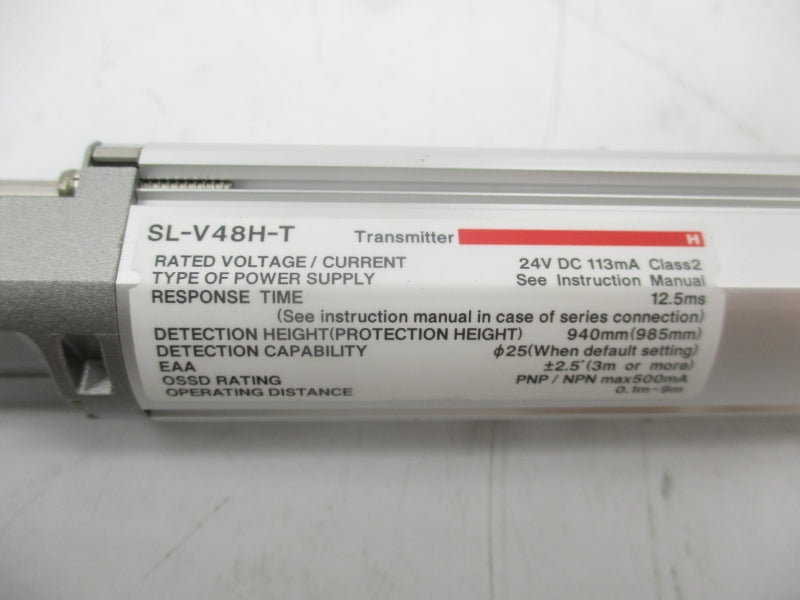 SL-V48H-T Transmitter H
RATED VOLTAGE / CURRENT 24V DC 113mA Class2
TYPE OF POWER SUPPLY See Instruction Manual
RESPONSE TIME 12.5ms
(See instruction manual in case of series connection)
DETECTION HEIGHT(PROTECTION HEIGHT) 940mm(985mm)
DETECTION CAPABILITY ϕ25(When default setting)
EAA ±2.5°(3m or more)
OSSD RATING PNP / NPN max500mA
OPERATING DISTANCE 0.1m-9m